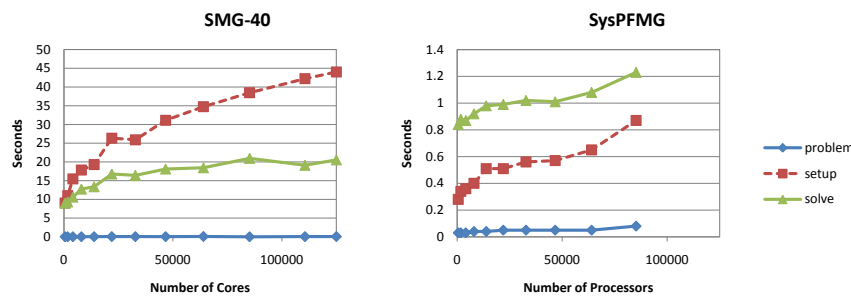 SMG-40
50
45
40
35
30
25
20
15
10
5
0
Seconds
0
50000
100000
Number of Cores
SysPFMG
1.4
1.2
1
0.8
0.6
0.4
0.2
0
Seconds
0
50000
100000
Number of Processors
problem
setup
solve